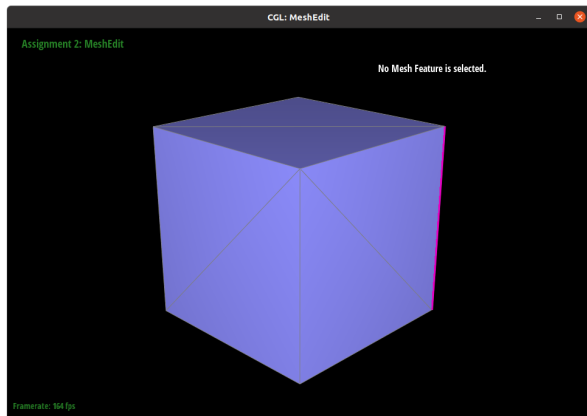 CGL: MeshEdit
Assignment 2: MeshEdit
No Mesh Feature is selected.
Framerate: 164 fps